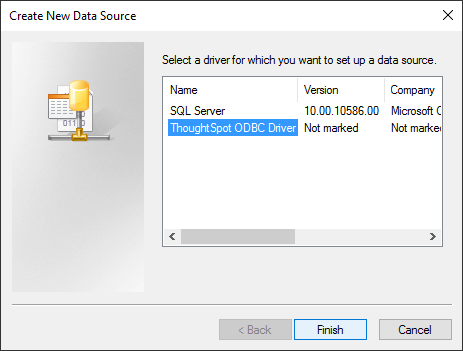 Create New Data Source
Select a driver for which you want to set up a data source.
Name Version Company
SQL Server 10.00.10586.00 Microsoft C
ThoughtSpot ODBC Driver Not marked Not marked
< Back Finish Cancel